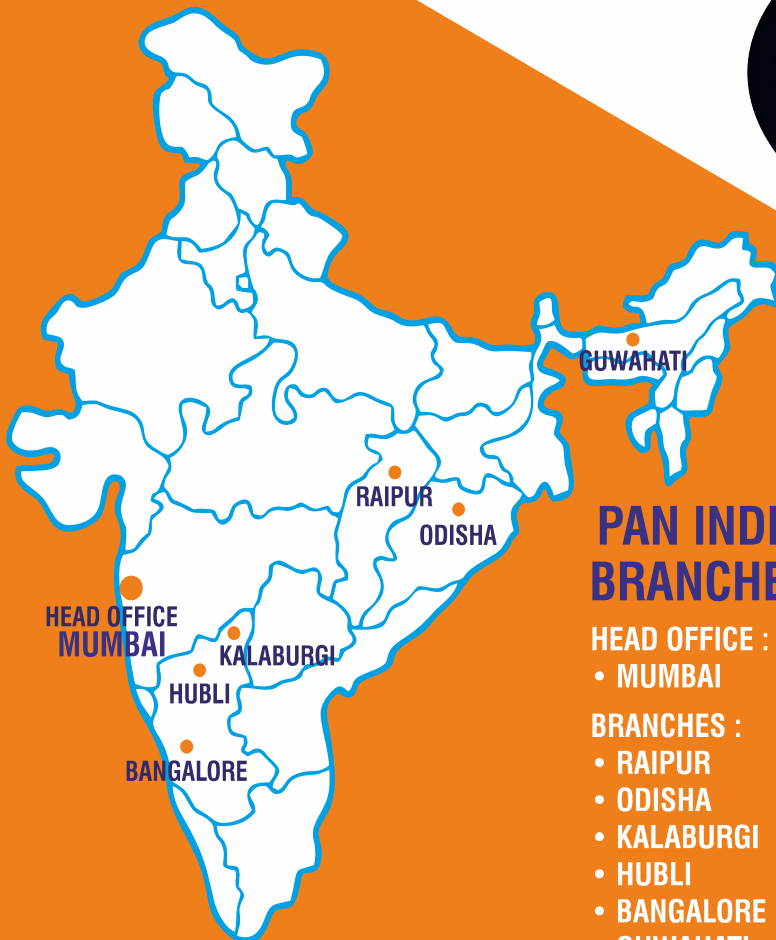 GUWAHATI
RAIPUR
ODISHA
HEAD OFFICE
MUMBAI
KALABURGI
HUBLI
BANGALORE
PAN INDI
BRANCHE
HEAD OFFICE :
• MUMBAI
BRANCHES :
• RAIPUR
• ODISHA
• KALABURGI
• HUBLI
• BANGALORE